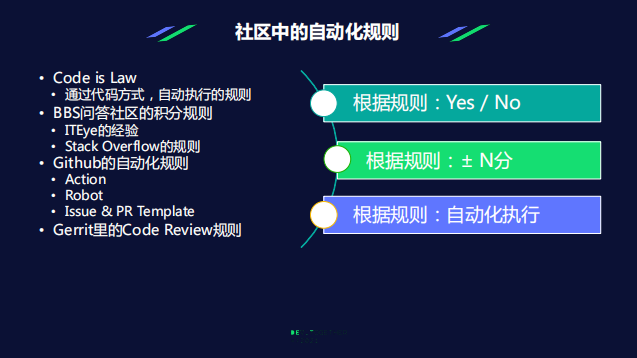 社区中的自动化规则
• Code is Law
• 通过代码方式，自动执行的规则
• BBS问答社区的积分规则
• ITEye的经验
• Stack Overflow的规则
• Github的自动化规则
• Action
• Robot
• Issue & PR Template
• Gerrit里的Code Review规则
根据规则：Yes / No
根据规则：± N分
根据规则：自动化执行